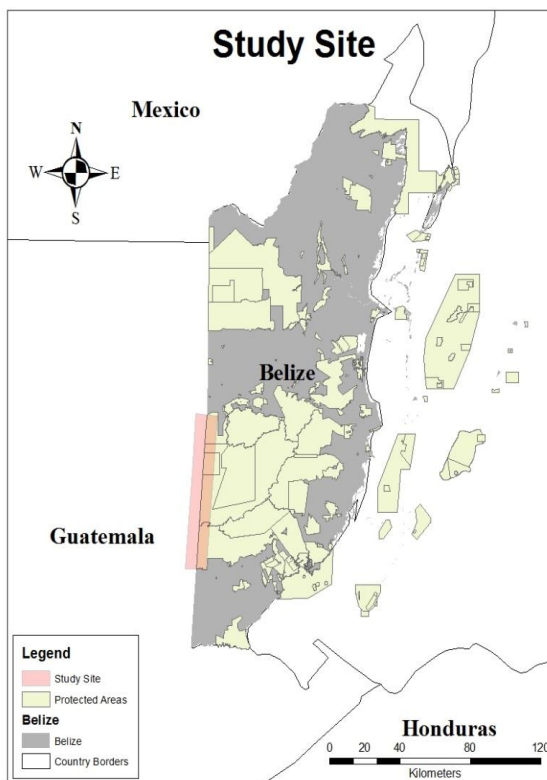 Study Site
Mexico
N
W E
S
Belize
Guatemala
Legend
Study Site
Protected Areas
Belize
Belize
Country Borders
Honduras
0 20 40 80 120
Kilometers